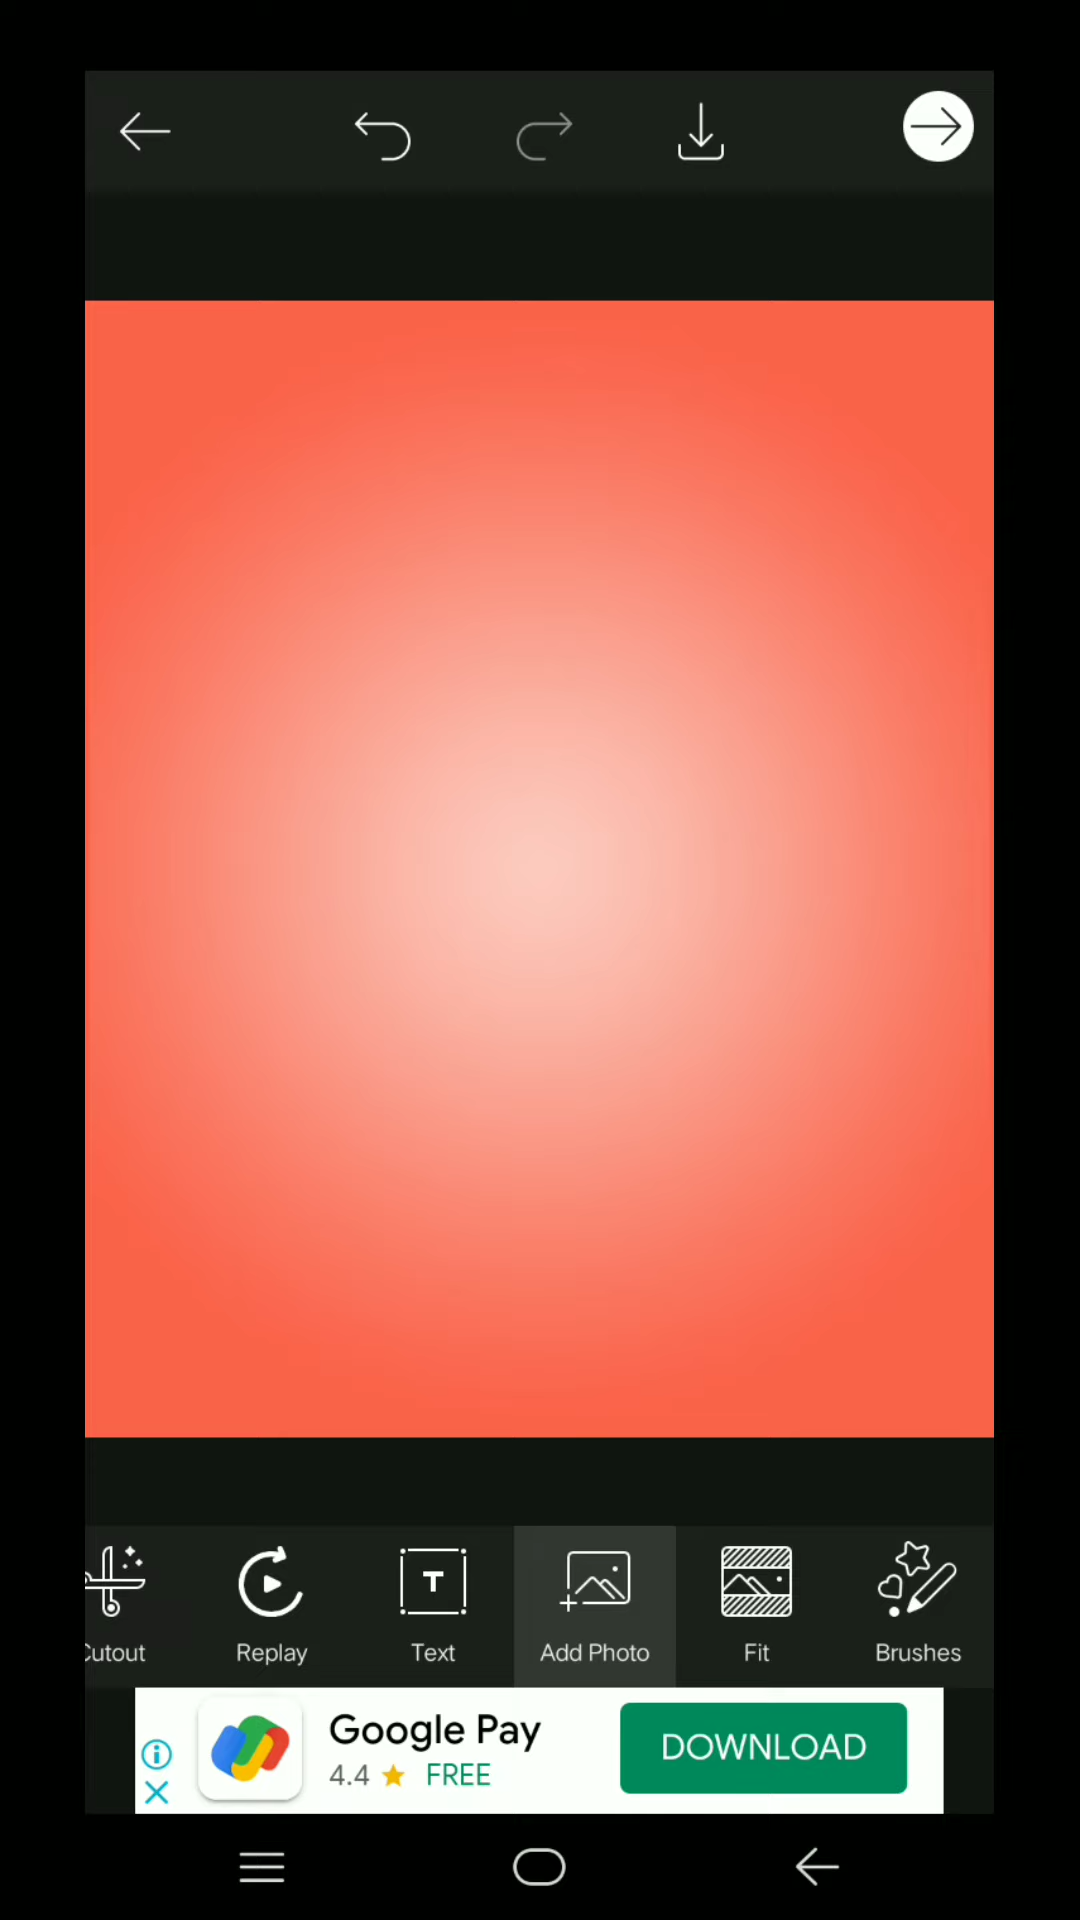 T
Cutout
Replay
Text
Add Photo
Fit
Brushes
Google Pay
4.4 ★ FREE
DOWNLOAD